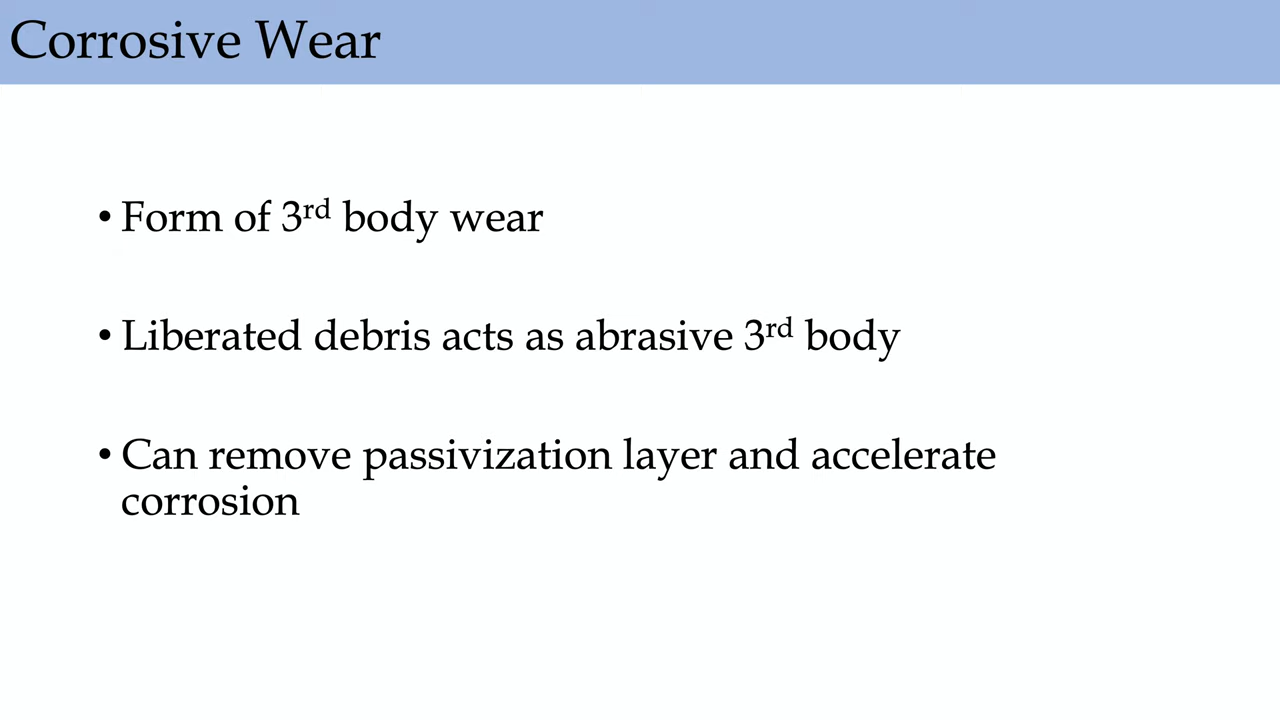 Corrosive Wear
• Form of 3rd body wear
• Liberated debris acts as abrasive 3rd body
• Can remove passivization layer and accelerate
corrosion